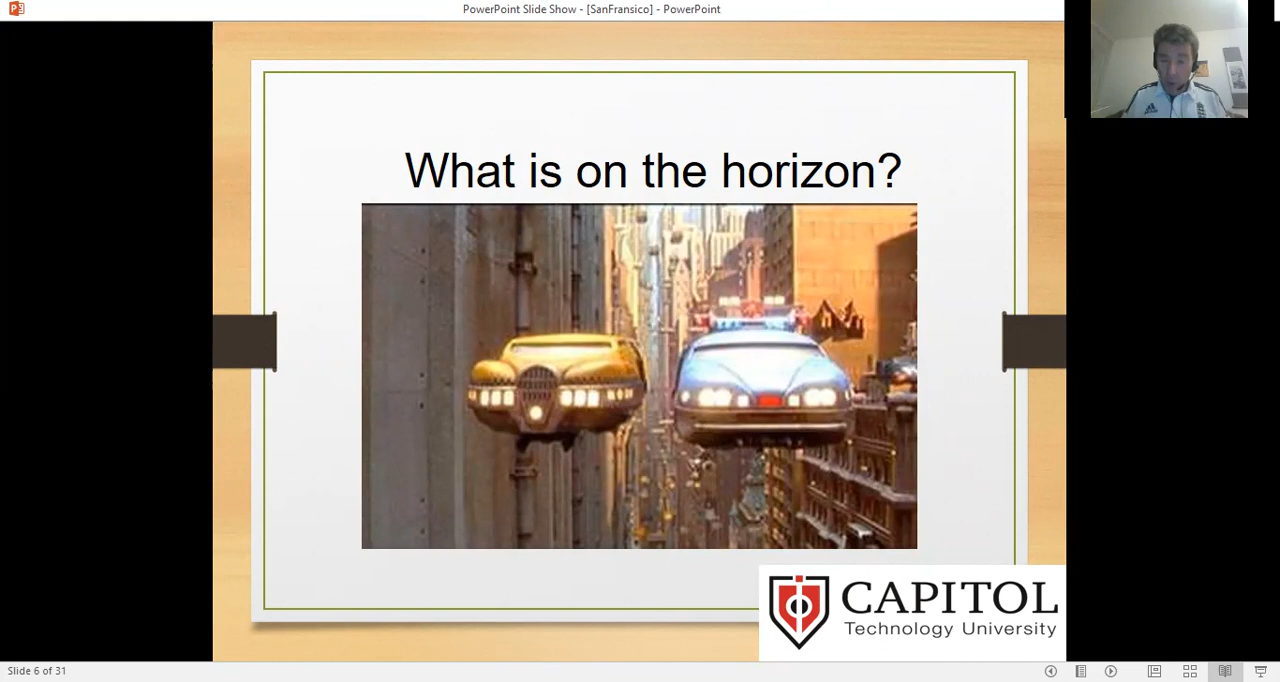 PowerPoint Slide Show - [SanFransico] - PowerPoint
What is on the horizon?
CAPITOL
Technology University
Slide 6 of 31